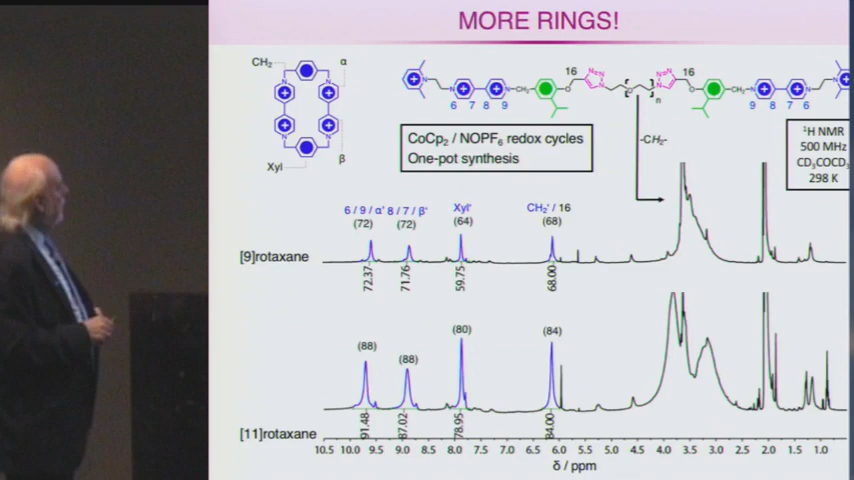 MORE RINGS!
CH2
α
β
Xyl
N
N
N
N
16
N=N
N
N=N
N
16
n
6 7 8 9
CH2
O
O
CH2
9 8 7 6
CoCp2 / NOPF6 redox cycles
One-pot synthesis
-CH2-
1H NMR
500 MHz
CD3COCD3
298 K
6 / 9 / α' 8 / 7 / β' Xyl' CH2' / 16
(72) (72) (64) (68)
[9]rotaxane
72.37 71.76 59.75 68.00
(88) (88) (80) (84)
[11]rotaxane
91.48 87.02 78.95 84.00
10.5 10.0 9.5 9.0 8.5 8.0 7.5 7.0 6.5 6.0 5.5 5.0 4.5 4.0 3.5 3.0 2.5 2.0 1.5 1.0
δ / ppm